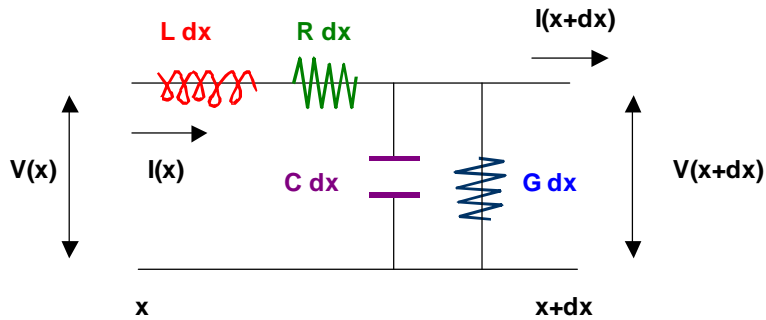 I(x+dx)
L dx
R dx
V(x)
I(x)
C dx
G dx
V(x+dx)
x
x+dx